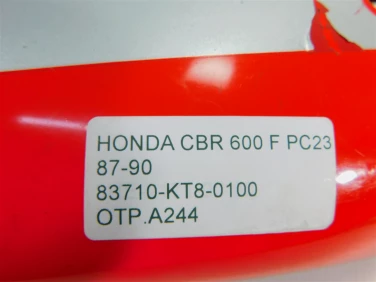 HONDA CBR 600 F PC23
87-90
83710-KT8-0100
OTP.A244